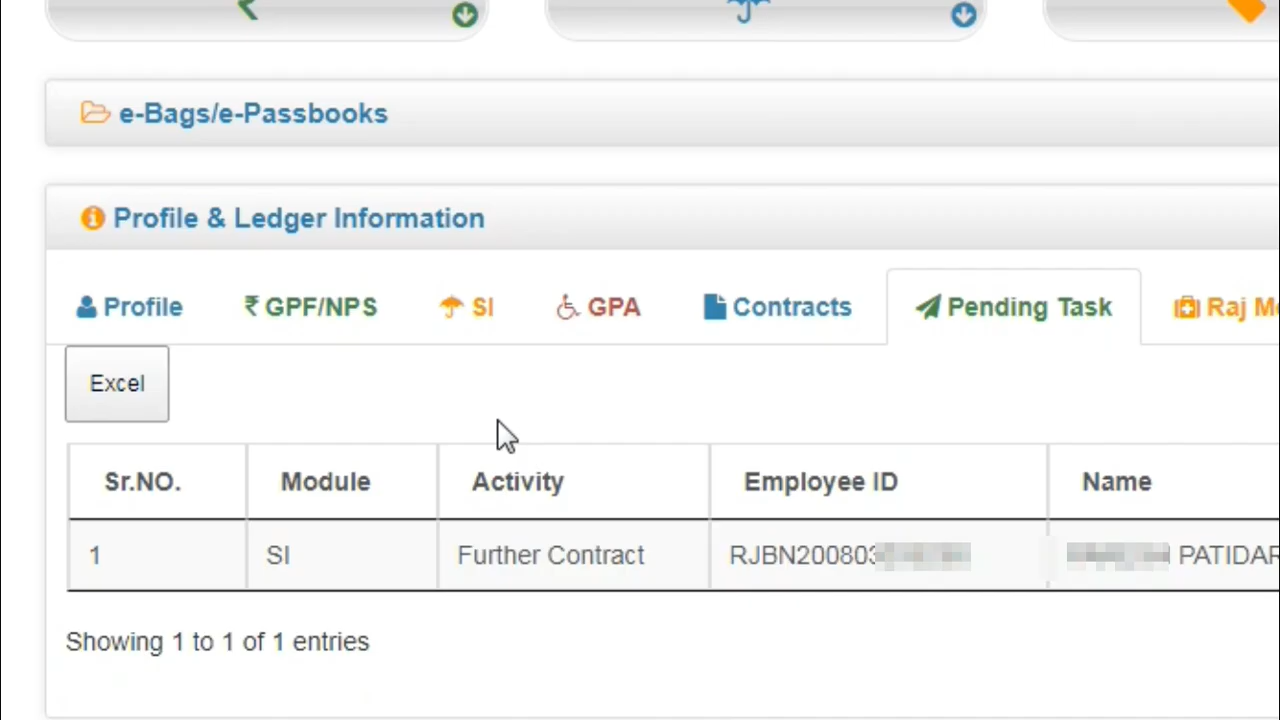 e-Bags/e-Passbooks
Profile & Ledger Information
Profile ₹ GPF/NPS SI GPA Contracts Pending Task Raj
Excel
Sr.NO. Module Activity Employee ID Name
1 SI Further Contract RJBN200803 PATIDAR
Showing 1 to 1 of 1 entries